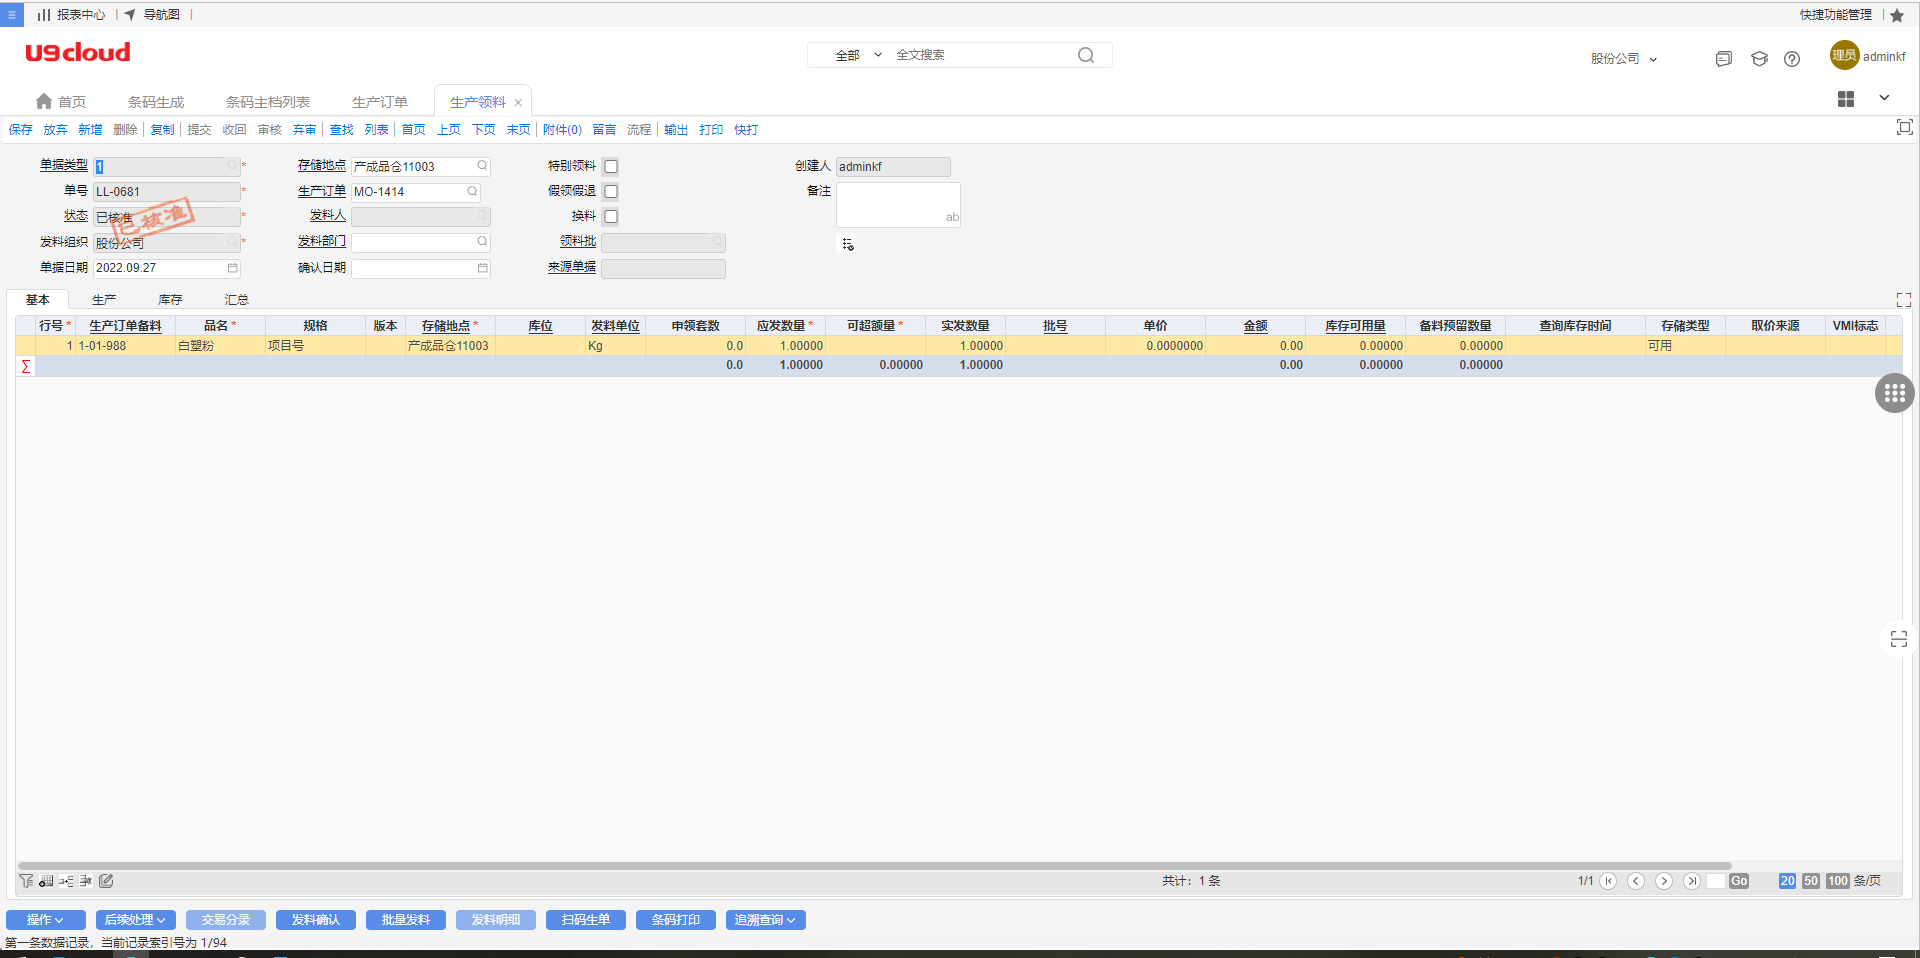 报表中心 | 导航图 | 快捷功能管理 |
U9cloud 全部 全文搜索 股份公司 理员 adminkf
首页 条码生成 条码主档列表 生产订单 生产领料 ×
保存 放弃 新增 删除 复制 提交 收回 审核 弃审 查找 列表 首页 上页 下页 末页 附件(0) 留言 流程 输出 打印 快打
单据类型 1 * 存储地点 产成品仓11003 特别领料 创建人 adminkf
单号 LL-0681 * 生产订单 MO-1414 假领假退 备注
状态 已核准 * 发料人 换料 ab
已核准
发料组织 股份公司 * 发料部门 领料批
单据日期 2022.09.27 确认日期 来源单据
基本 生产 库存 汇总
行号* 生产订单备料 品名* 规格 版本 存储地点* 库位 发料单位 申领套数 应发数量* 可超额量* 实发数量 批号 单价 金额 库存可用量 备料预留数量 查询库存时间 存储类型 取价来源 VMI标志
1 1-01-988 白塑粉 项目号 产成品仓11003 Kg 0.0 1.00000 1.00000 0.0000000 0.00 0.00000 0.00000 可用
∑ 0.0 1.00000 0.00000 1.00000 0.00 0.00000 0.00000
共计：1 条 1/1 Go 20 50 100 条/页
操作 后续处理 交易分录 发料确认 批量发料 发料明细 扫码生单 条码打印 追溯查询
第一条数据记录，当前记录索引号为 1/94